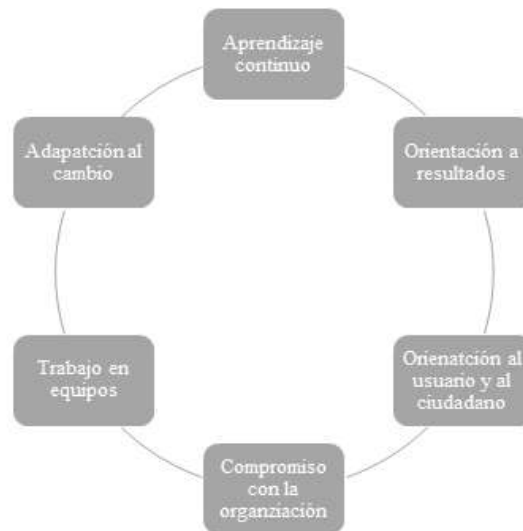 Aprendizaje
continuo
Orientación a
resultados
Orienatción al
usuario y al
ciudadano
Compromiso
con la
organziación
Trabajo en
equipos
Adapatción al
cambio